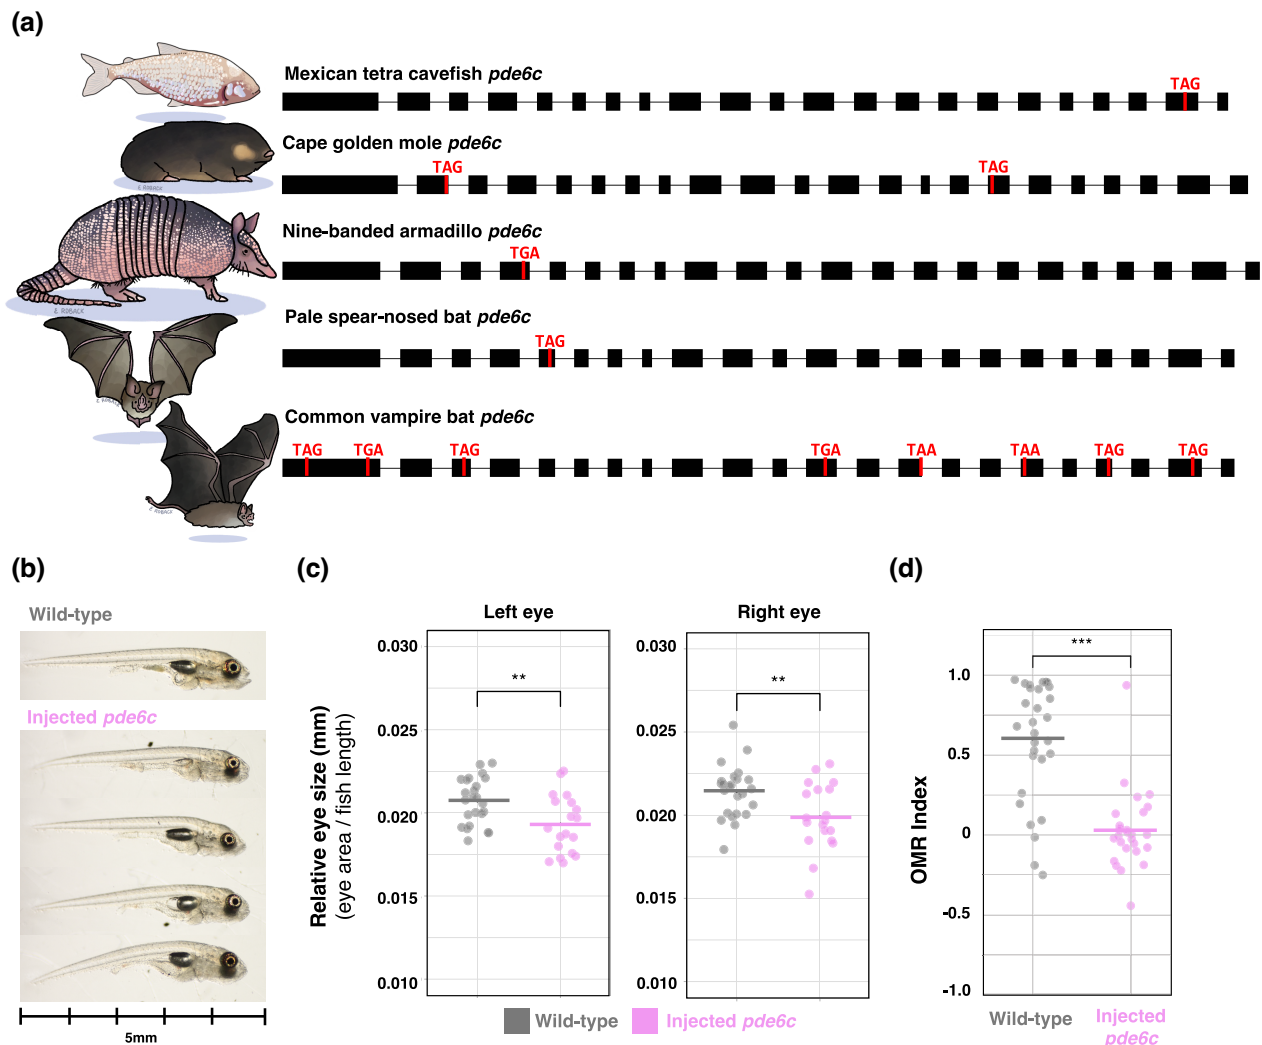 (a)
Mexican tetra cavefish pde6c
TAG
Cape golden mole pde6c
TAG TAG
E. ROBACK
Nine-banded armadillo pde6c
TGA
E. ROBACK
Pale spear-nosed bat pde6c
TAG
E. ROBACK
Common vampire bat pde6c
TAG TGA TAG TGA TAA TAA TAG TAG
E. ROBACK
(b)
Wild-type
Injected pde6c
5mm
(c)
Left eye
Right eye
Relative eye size (mm)
(eye area / fish length)
0.030
0.025
0.020
0.015
0.010
**
0.030
0.025
0.020
0.015
0.010
**
Wild-type
Injected pde6c
(d)
OMR Index
1.0
0.5
0
-0.5
-1.0
***
Wild-type
Injected
pde6c